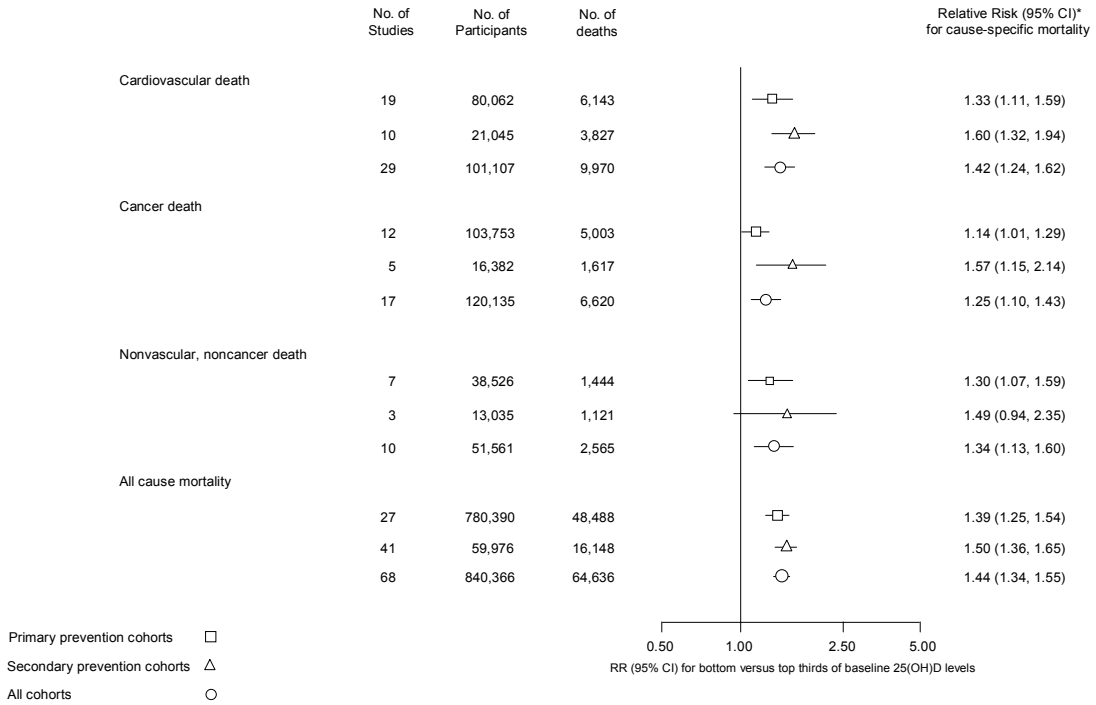 No. of Studies No. of Participants No. of deaths Relative Risk (95% CI)* for cause-specific mortality
Cardiovascular death
19 80,062 6,143 1.33 (1.11, 1.59)
10 21,045 3,827 1.60 (1.32, 1.94)
29 101,107 9,970 1.42 (1.24, 1.62)
Cancer death
12 103,753 5,003 1.14 (1.01, 1.29)
5 16,382 1,617 1.57 (1.15, 2.14)
17 120,135 6,620 1.25 (1.10, 1.43)
Nonvascular, noncancer death
7 38,526 1,444 1.30 (1.07, 1.59)
3 13,035 1,121 1.49 (0.94, 2.35)
10 51,561 2,565 1.34 (1.13, 1.60)
All cause mortality
27 780,390 48,488 1.39 (1.25, 1.54)
41 59,976 16,148 1.50 (1.36, 1.65)
68 840,366 64,636 1.44 (1.34, 1.55)
0.50 1.00 2.50 5.00
RR (95% CI) for bottom versus top thirds of baseline 25(OH)D levels
Primary prevention cohorts
Secondary prevention cohorts
All cohorts